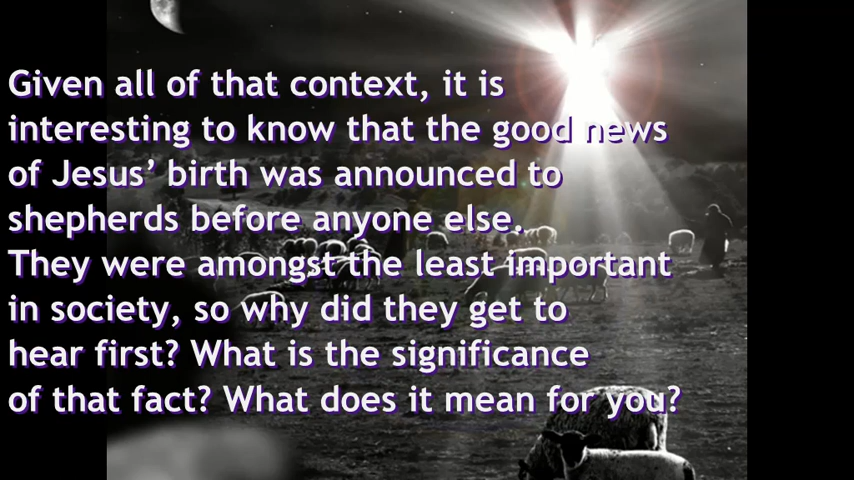 Given all of that context, it is
interesting to know that the good news
of Jesus’ birth was announced to
shepherds before anyone else.
They were amongst the least important
in society, so why did they get to
hear first? What is the significance
of that fact? What does it mean for you?